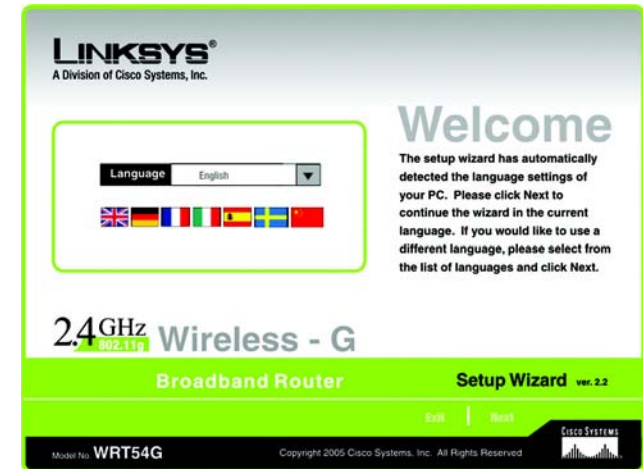 LINKSYS®
A Division of Cisco Systems, Inc.
Welcome
The setup wizard has automatically
detected the language settings of
your PC. Please click Next to
continue the wizard in the current
language. If you would like to use a
different language, please select from
the list of languages and click Next.
Language English
2.4GHz
802.11g
Wireless - G
Broadband Router
Setup Wizard ver. 2.2
Exit | Next
CISCO SYSTEMS
Model No. WRT54G
Copyright 2005 Cisco Systems, Inc. All Rights Reserved